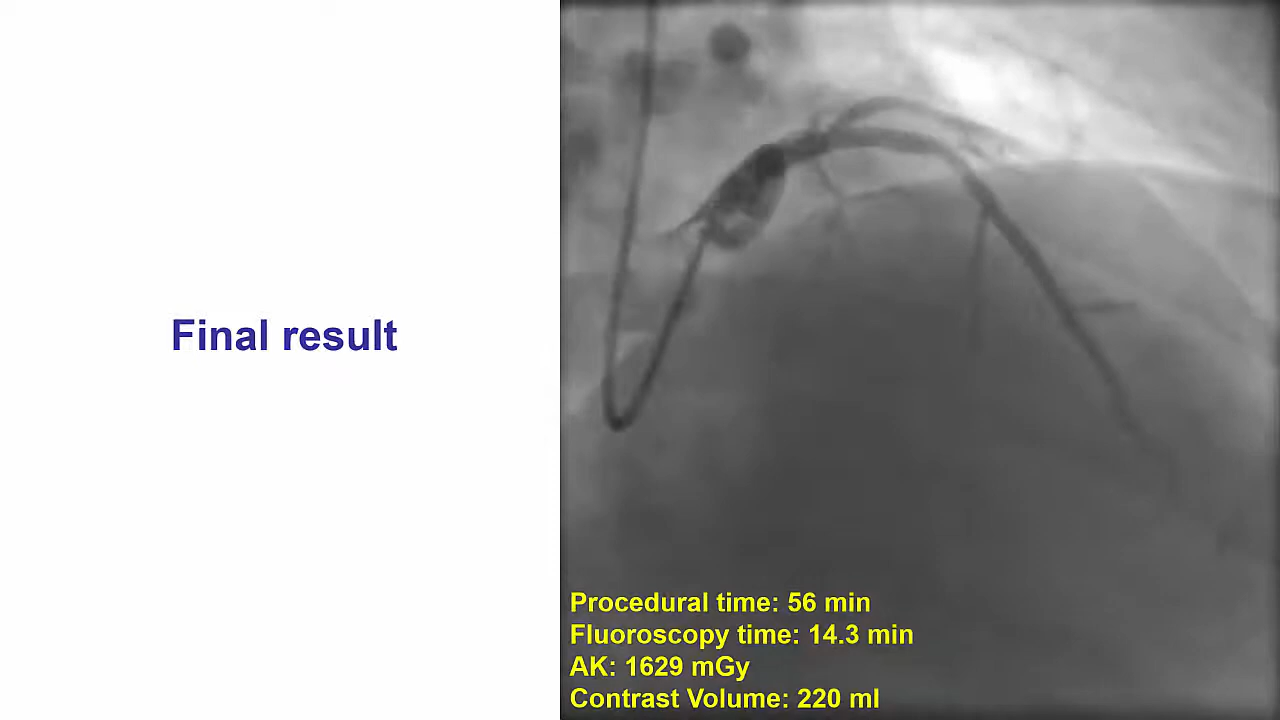 Final result
Procedural time: 56 min
Fluoroscopy time: 14.3 min
AK: 1629 mGy
Contrast Volume: 220 ml